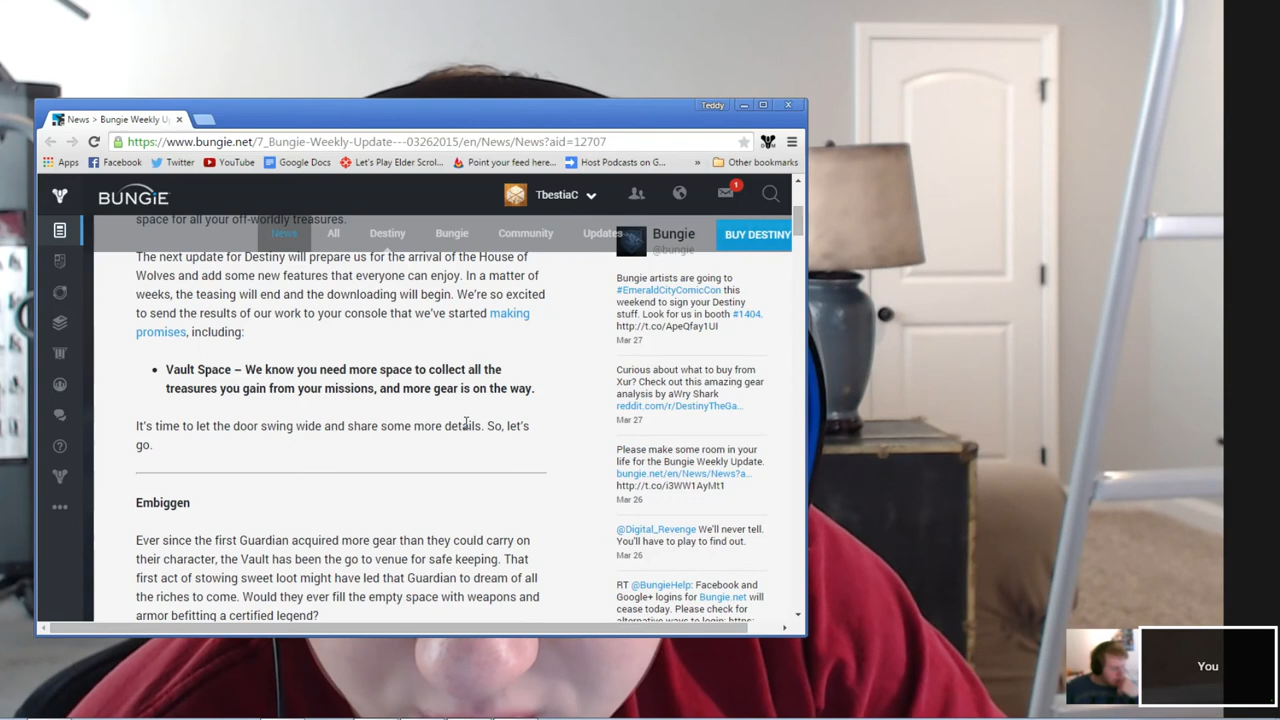 Teddy
News > Bungie Weekly U
https://www.bungie.net/7_Bungie-Weekly-Update---03262015/en/News/News?aid=12707
Apps Facebook Twitter YouTube Google Docs Let's Play Elder Scrol... Point your feed here... Host Podcasts on G... » Other bookmarks
BUNGiE TbestiaC 1
space for all your off-worldly treasures.
News All Destiny Bungie Community Updates
BUY DESTINY
The next update for Destiny will prepare us for the arrival of the House of
Wolves and add some new features that everyone can enjoy. In a matter of
weeks, the teasing will end and the downloading will begin. We're so excited
to send the results of our work to your console that we've started making
promises, including:
• Vault Space – We know you need more space to collect all the
treasures you gain from your missions, and more gear is on the way.
It's time to let the door swing wide and share some more details. So, let's
go.
Embiggen
Ever since the first Guardian acquired more gear than they could carry on
their character, the Vault has been the go to venue for safe keeping. That
first act of stowing sweet loot might have led that Guardian to dream of all
the riches to come. Would they ever fill the empty space with weapons and
armor befitting a certified legend?
Bungie
@bungie
Bungie artists are going to
#EmeraldCityComicCon this
weekend to sign your Destiny
stuff. Look for us in booth #1404.
http://t.co/ApeQfay1UI
Mar 27
Curious about what to buy from
Xur? Check out this amazing gear
analysis by aWry Shark
reddit.com/r/DestinyTheGa...
Mar 27
Please make some room in your
life for the Bungie Weekly Update.
bungie.net/en/News/News?a...
http://t.co/i3WW1AyMt1
Mar 26
@Digital_Revenge We'll never tell.
You'll have to play to find out.
Mar 26
RT @BungieHelp: Facebook and
Google+ logins for Bungie.net will
cease today. Please check for
alternative ways to login: https:
You